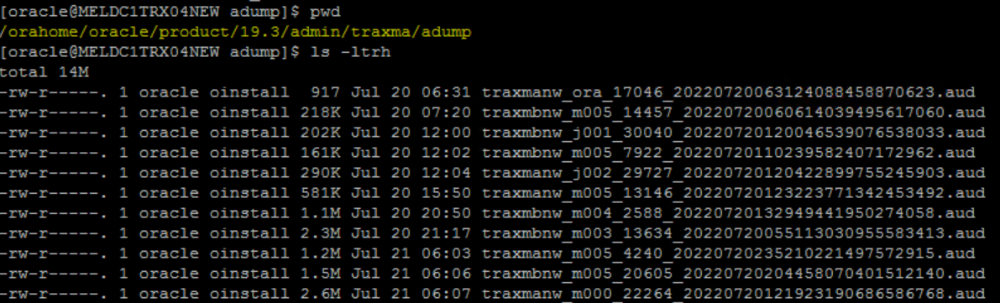 [oracle@MELDC1TRX04NEW adump]$ pwd
/orahome/oracle/product/19.3/admin/traxma/adump
[oracle@MELDC1TRX04NEW adump]$ ls -ltrh
total 14M
-rw-r-----. 1 oracle oinstall  917 Jul 20 06:31 traxmanw_ora_17046_20220720063124088458870623.aud
-rw-r-----. 1 oracle oinstall 218K Jul 20 07:20 traxmbnw_m005_14457_20220720060614039495617060.aud
-rw-r-----. 1 oracle oinstall 202K Jul 20 12:00 traxmbnw_j001_30040_20220720120046539076538033.aud
-rw-r-----. 1 oracle oinstall 161K Jul 20 12:02 traxmbnw_m005_7922_20220720110239582407172962.aud
-rw-r-----. 1 oracle oinstall 290K Jul 20 12:04 traxmanw_j002_29727_20220720120422899755245903.aud
-rw-r-----. 1 oracle oinstall 581K Jul 20 15:50 traxmbnw_m005_13146_20220720123223771342453492.aud
-rw-r-----. 1 oracle oinstall 1.1M Jul 20 20:50 traxmbnw_m004_2588_20220720132949441950274058.aud
-rw-r-----. 1 oracle oinstall 2.3M Jul 20 21:17 traxmbnw_m003_13634_20220720055113030955583413.aud
-rw-r-----. 1 oracle oinstall 1.2M Jul 21 06:03 traxmanw_m005_4240_20220720235210221497572915.aud
-rw-r-----. 1 oracle oinstall 1.5M Jul 21 06:06 traxmbnw_m005_20605_20220720204458070401512140.aud
-rw-r-----. 1 oracle oinstall 2.6M Jul 21 06:07 traxmanw_m000_22264_20220720121923190686586768.aud